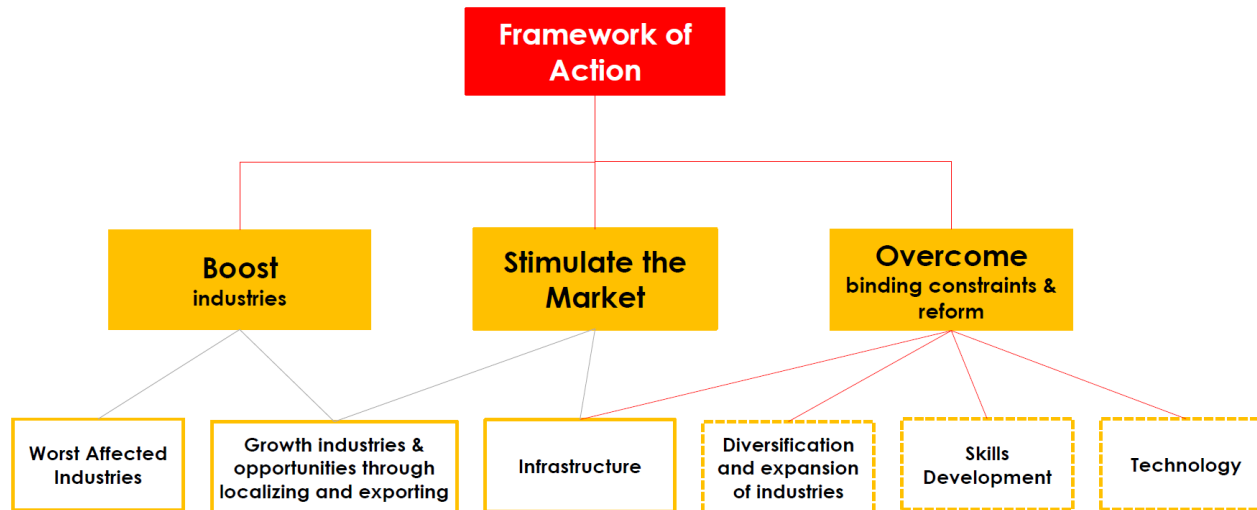 Framework of
Action
Boost
industries
Stimulate the
Market
Overcome
binding constraints &
reform
Worst Affected
Industries
Growth industries &
opportunities through
localizing and exporting
Infrastructure
Diversification
and expansion
of industries
Skills
Development
Technology